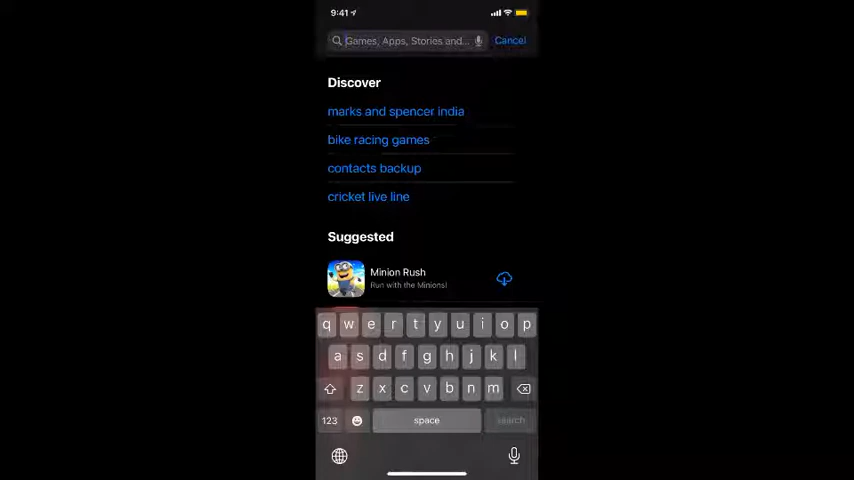 9:41
Games, Apps, Stories and... Cancel
Discover
marks and spencer india
bike racing games
contacts backup
cricket live line
Suggested
Minion Rush
Run with the Minions!
q w e r t y u i o p
a s d f g h j k l
z x c v b n m
123 space search